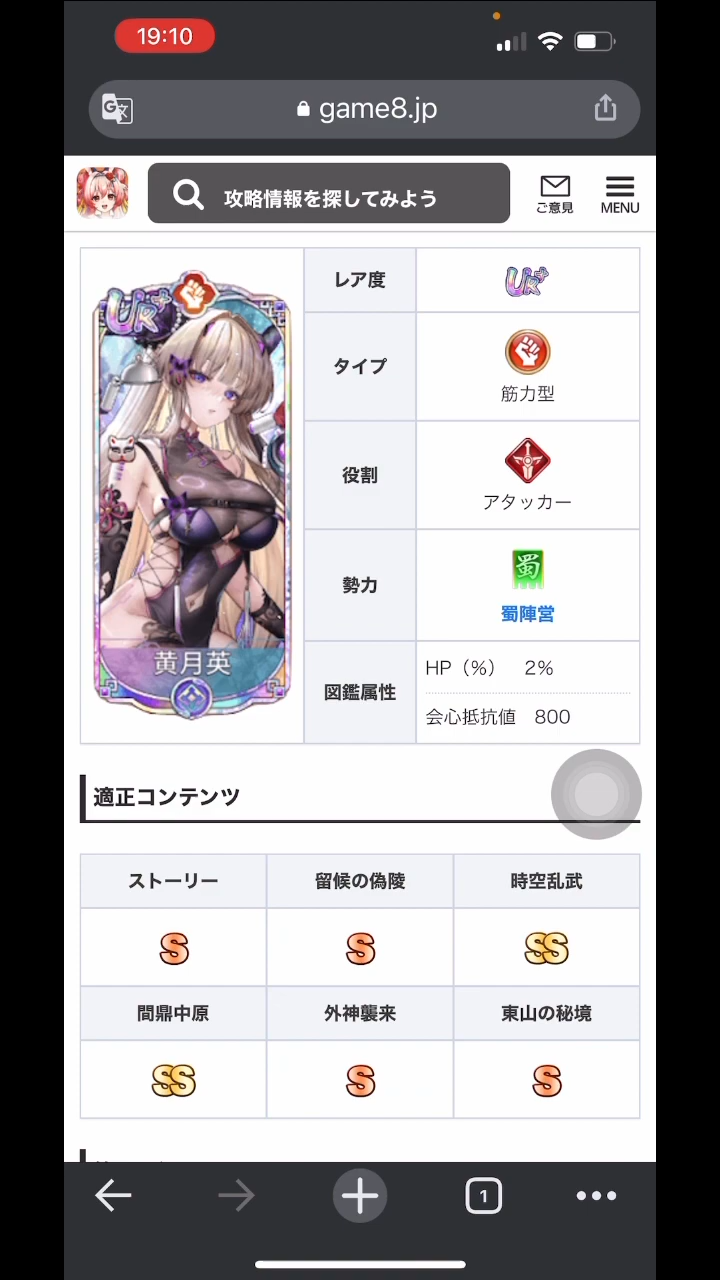 19:10
game8.jp
攻略情報を探してみよう
ご意見
MENU
UR+
黄月英
レア度
UR+
タイプ
筋力型
役割
アタッカー
勢力
蜀
蜀陣営
図鑑属性
HP（%） 2%
会心抵抗値 800
適正コンテンツ
ストーリー 留候の偽陵 時空乱武
S S SS
間鼎中原 外神襲来 東山の秘境
SS S S
1